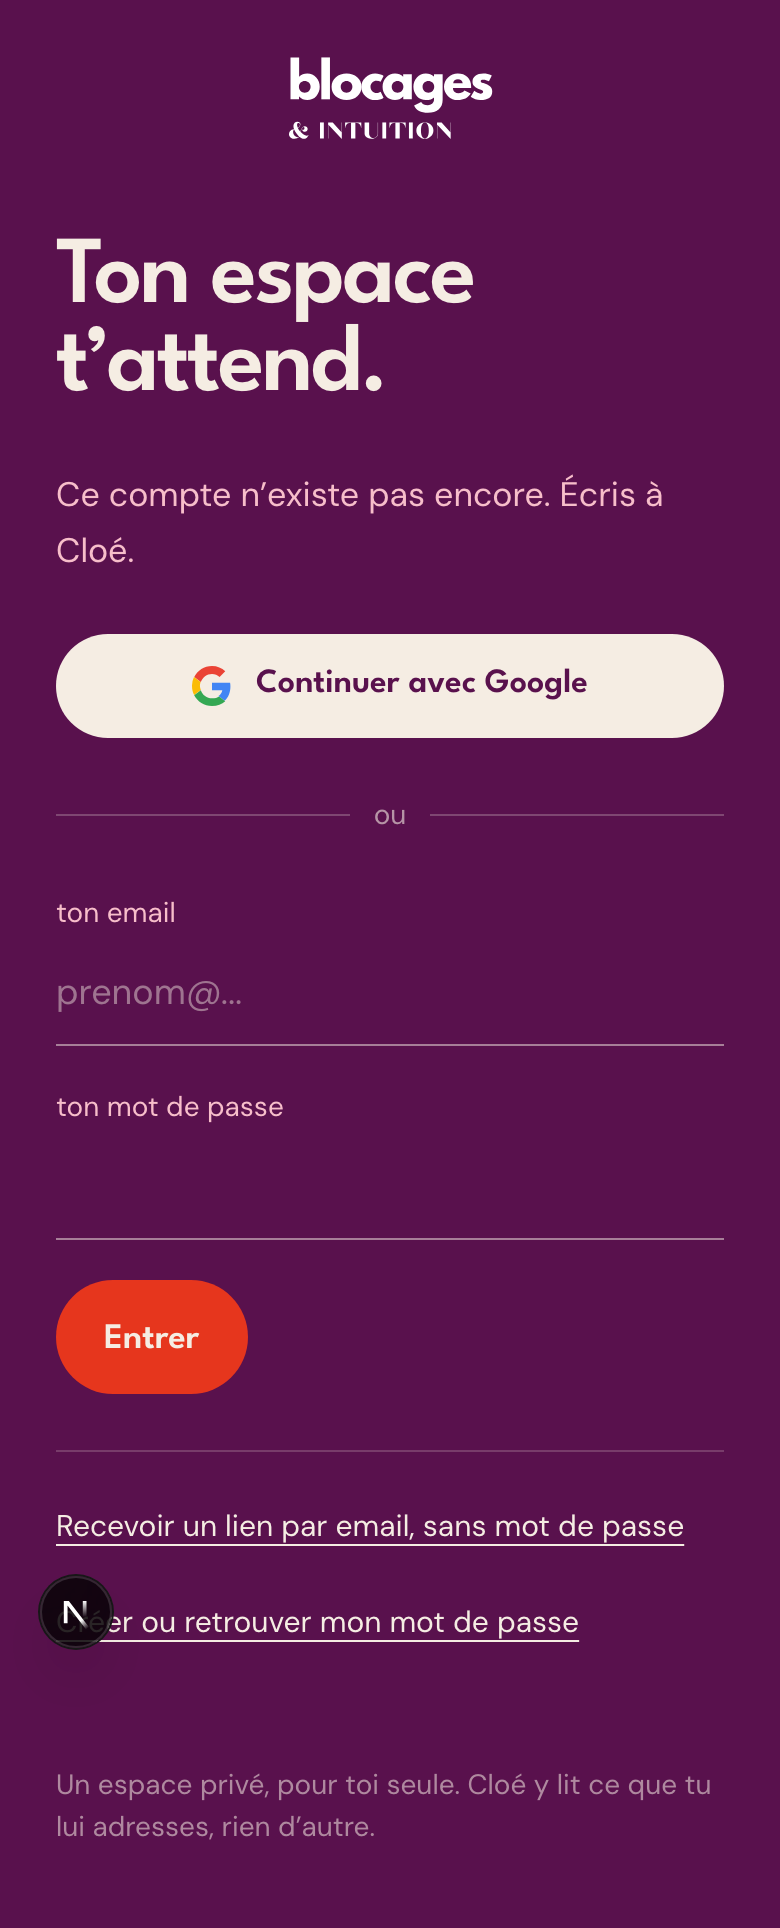 blocages
& INTUITION
Ton espace
t’attend.
Ce compte n’existe pas encore. Écris à
Cloé.
Continuer avec Google
ou
ton email
prenom@...
ton mot de passe
Entrer
Recevoir un lien par email, sans mot de passe
Créer ou retrouver mon mot de passe
N
Un espace privé, pour toi seule. Cloé y lit ce que tu
lui adresses, rien d’autre.